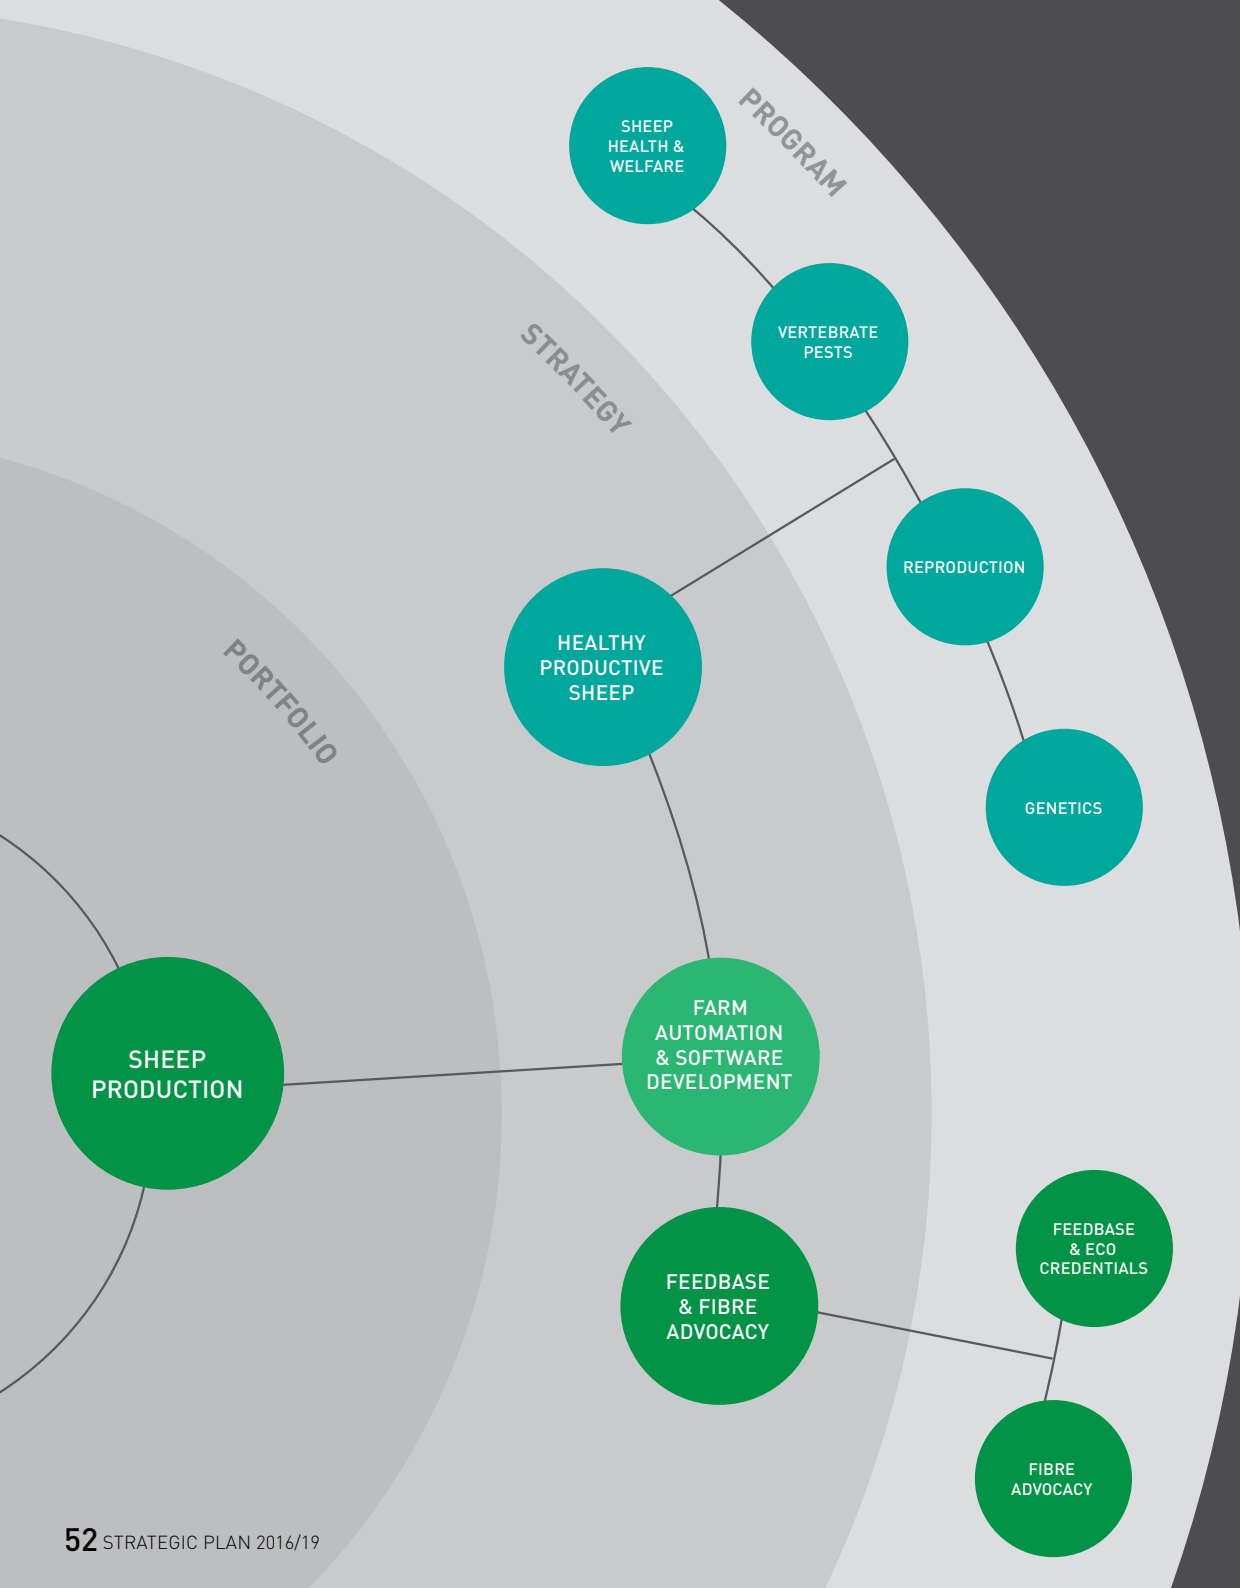 SHEEP
HEALTH &
WELFARE
PROGRAM
VERTEBRATE
PESTS
STRATEGY
REPRODUCTION
HEALTHY
PRODUCTIVE
SHEEP
PORTFOLIO
GENETICS
FARM
AUTOMATION
& SOFTWARE
DEVELOPMENT
SHEEP
PRODUCTION
FEEDBASE
& ECO
CREDENTIALS
FEEDBASE
& FIBRE
ADVOCACY
FIBRE
ADVOCACY
52 STRATEGIC PLAN 2016/19